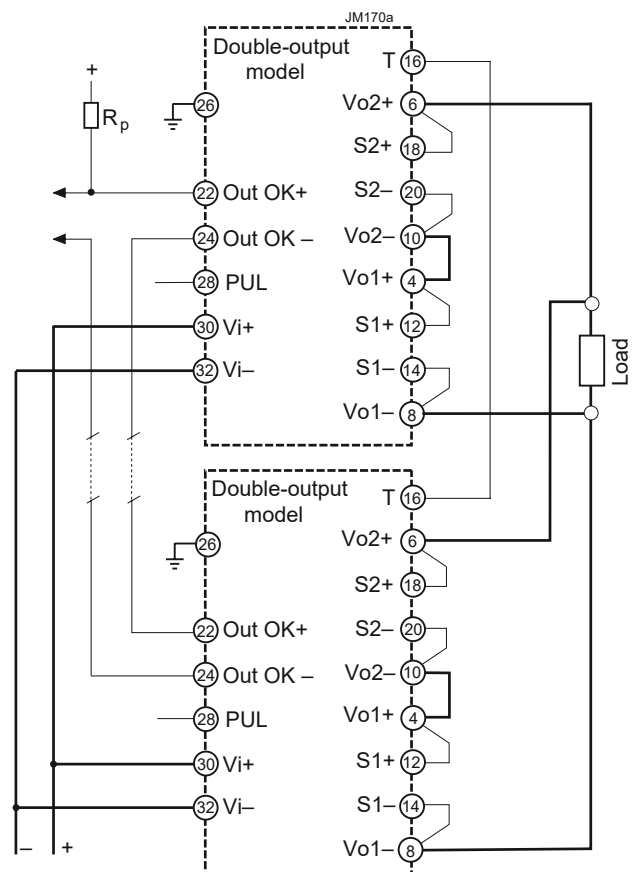 JM170a
Double-output
model
T 16
+
26
Vo2+ 6
Rp
S2+ 18
22 Out OK+
S2– 20
24 Out OK –
Vo2– 10
28 PUL
Vo1+ 4
30 Vi+
S1+ 12
32 Vi–
S1– 14
Load
Vo1– 8
Double-output
model
T 16
26
Vo2+ 6
S2+ 18
22 Out OK+
S2– 20
24 Out OK –
Vo2– 10
28 PUL
Vo1+ 4
30 Vi+
S1+ 12
32 Vi–
S1– 14
– +
Vo1– 8